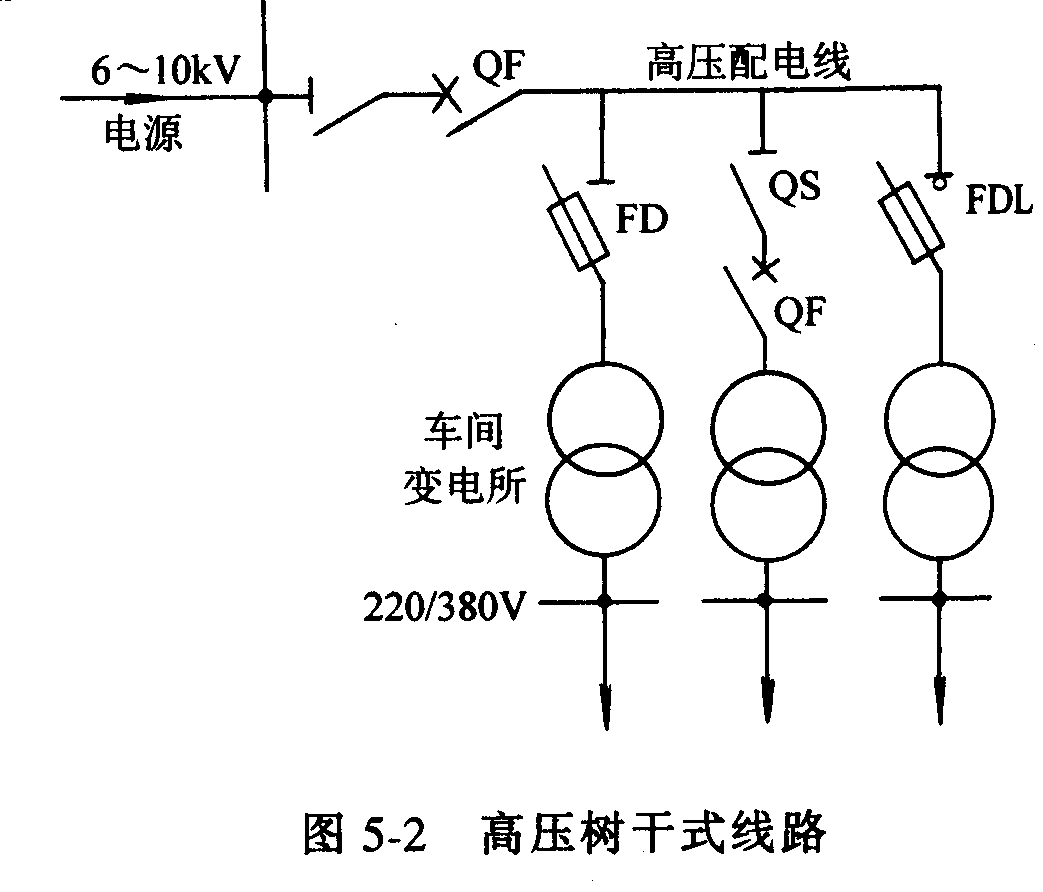 6～10kV
电源
QF
高压配电线
FD
QS
QF
FDL
车间
变电所
220/380V
图 5-2 高压树干式线路